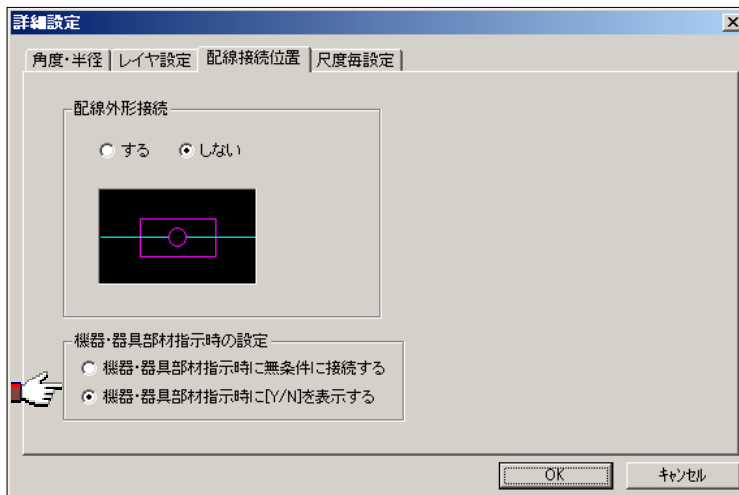 詳細設定
角度・半径 レイヤ設定 配線接続位置 尺度毎設定
配線外形接続
する しない
機器・器具部材指示時の設定
機器・器具部材指示時に無条件に接続する
機器・器具部材指示時に[Y/N]を表示する
OK キャンセル